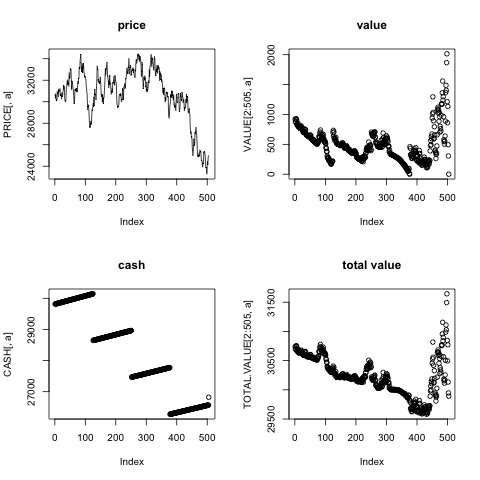 price
value
PRICE[, a]
24000 28000 32000
0 100 200 300 400 500
Index
VALUE[2:505, a]
0 500 1000 2000
0 100 200 300 400 500
Index
cash
total value
CASH[, a]
27000 29000
0 100 200 300 400 500
Index
TOTAL.VALUE[2:505, a]
29500 30500 31500
0 100 200 300 400 500
Index